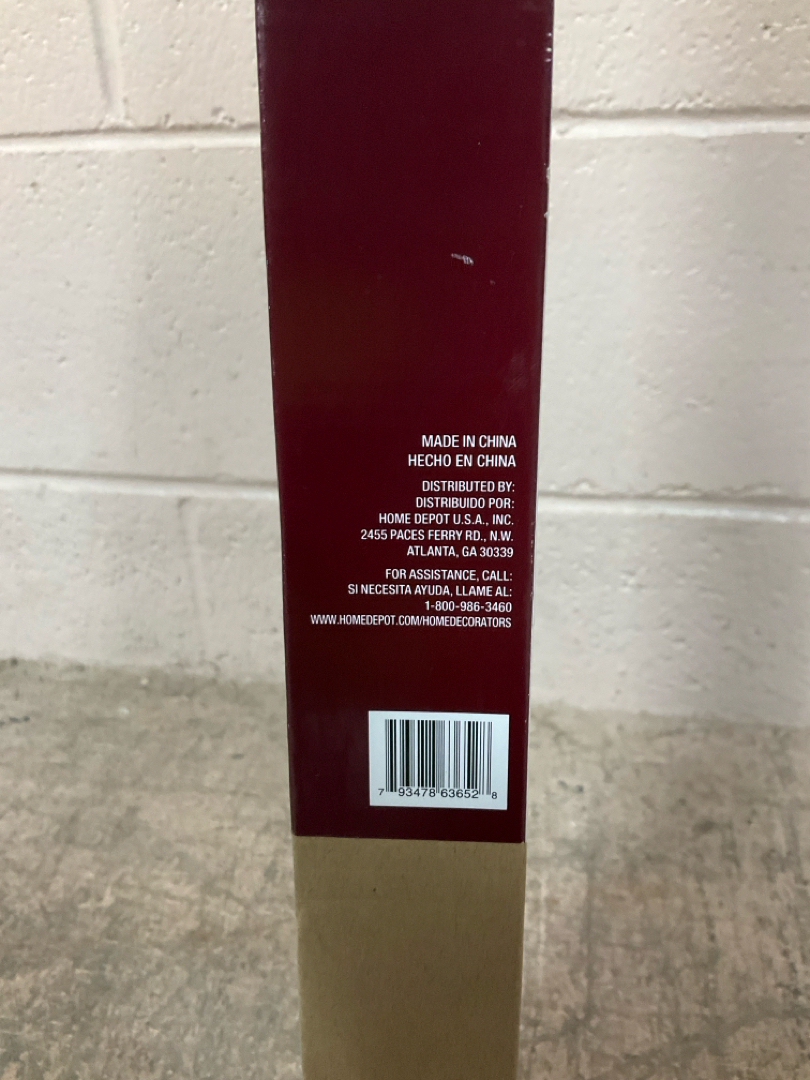 MADE IN CHINA
HECHO EN CHINA
DISTRIBUTED BY:
DISTRIBUIDO POR:
HOME DEPOT U.S.A., INC.
2455 PACES FERRY RD., N.W.
ATLANTA, GA 30339
FOR ASSISTANCE, CALL:
SI NECESITA AYUDA, LLAME AL:
1-800-986-3460
WWW.HOMEDEPOT.COM/HOMEDECORATORS
7 93478 63652 8